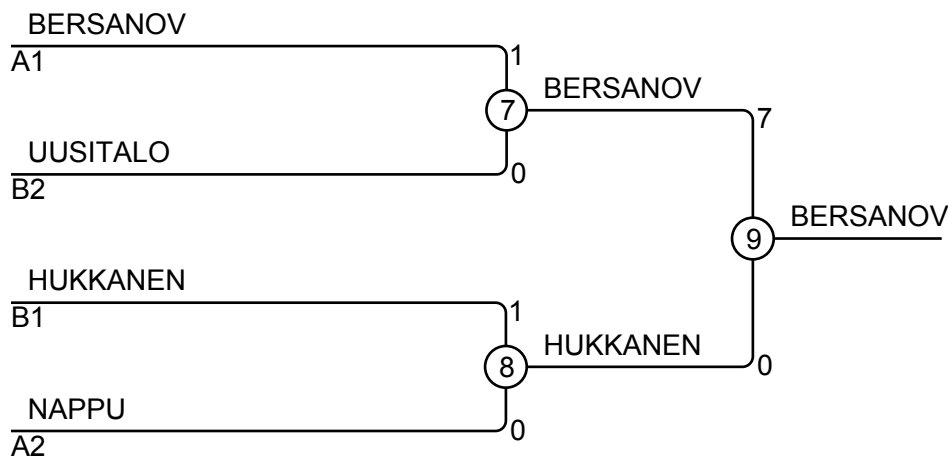 BERSANOV
A1
1
7
BERSANOV
7
UUSITALO
B2
0
9
BERSANOV
HUKKANEN
B1
1
8
HUKKANEN
0
NAPPU
A2
0